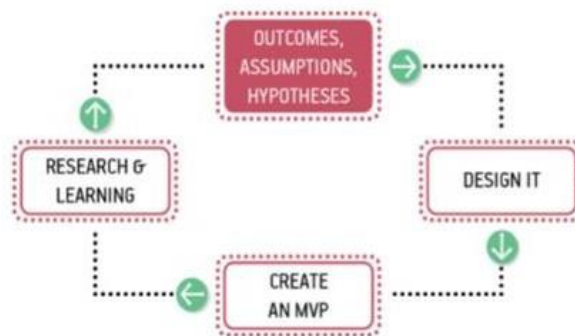 OUTCOMES,
ASSUMPTIONS,
HYPOTHESES
RESEARCH &
LEARNING
DESIGN IT
CREATE
AN MVP